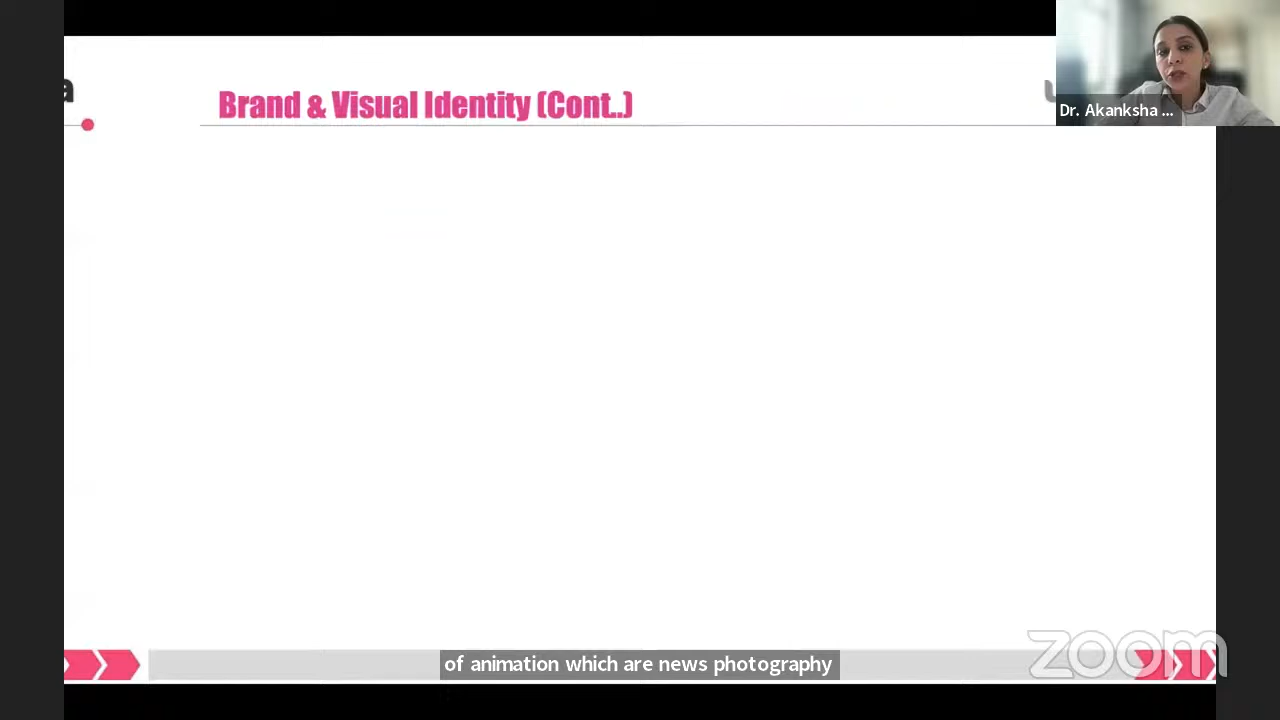 a
Brand & Visual Identity (Cont..)
Dr. Akanksha ...
of animation which are news photography
zoom